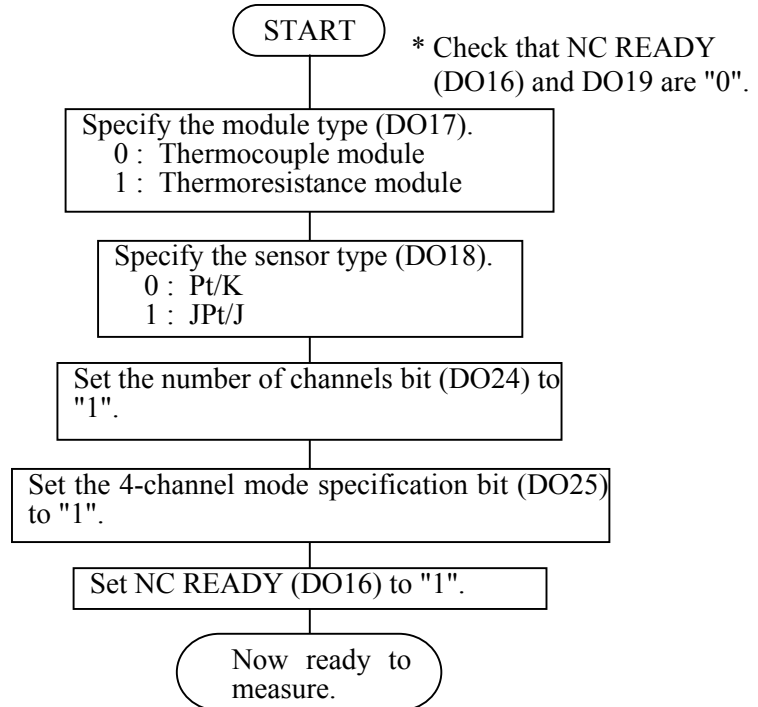 START
* Check that NC READY
(DO16) and DO19 are "0".
Specify the module type (DO17).
0 : Thermocouple module
1 : Thermoresistance module
Specify the sensor type (DO18).
0 : Pt/K
1 : JPt/J
Set the number of channels bit (DO24) to
"1".
Set the 4-channel mode specification bit (DO25)
to "1".
Set NC READY (DO16) to "1".
Now ready to
measure.